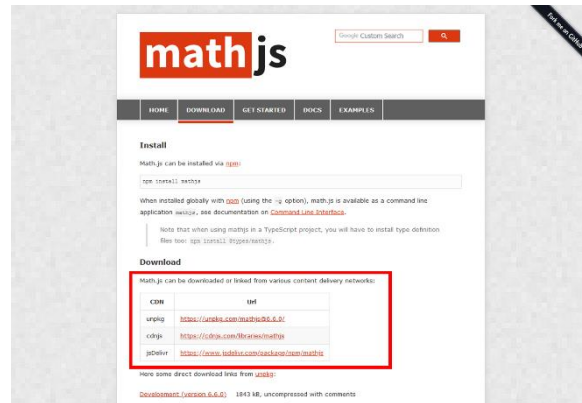 Fork me on GitHub
mathjs
Google Custom Search
HOME DOWNLOAD GET STARTED DOCS EXAMPLES
Install
Math.js can be installed via npm:
npm install mathjs
When installed globally with npm (using the -g option), math.js is available as a command line
application mathjs, see documentation on Command Line Interface.
Note that when using mathjs in a TypeScript project, you will have to install type definition
files too: npm install @types/mathjs.
Download
Math.js can be downloaded or linked from various content delivery networks:
CDN Url
unpkg https://unpkg.com/mathjs@6.6.0/
cdnjs https://cdnjs.com/libraries/mathjs
jsDelivr https://www.jsdelivr.com/package/npm/mathjs
Here some direct download links from unpkg:
Development (version 6.6.0) 1843 kB, uncompressed with comments